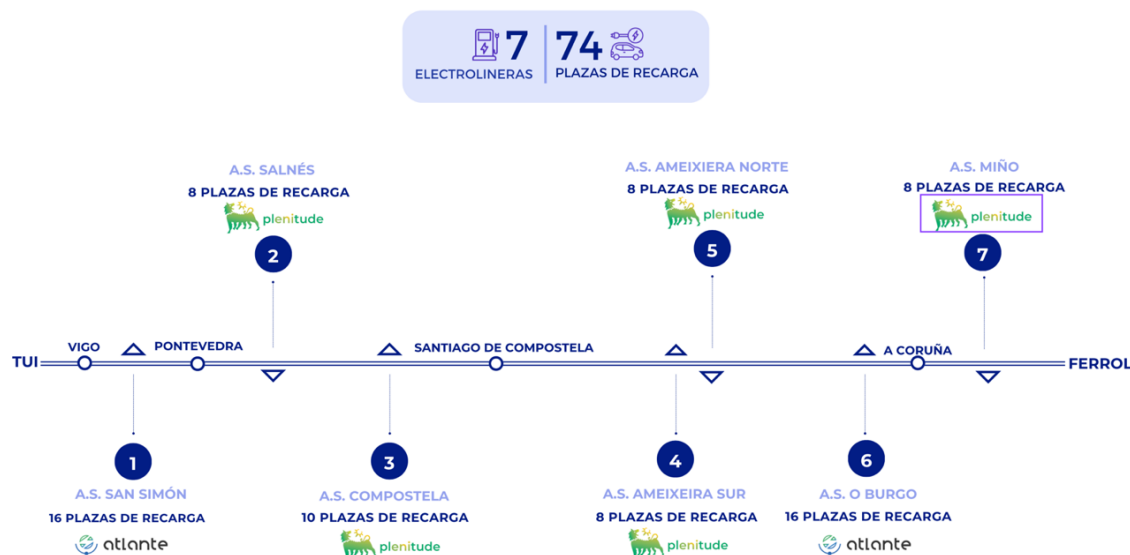 7
ELECTROLINERAS
74
PLAZAS DE RECARGA
A.S. SALNÉS
8 PLAZAS DE RECARGA
plenitude
2
A.S. AMEIXIERA NORTE
8 PLAZAS DE RECARGA
plenitude
5
A.S. MIÑO
8 PLAZAS DE RECARGA
plenitude
7
TUI
VIGO
PONTEVEDRA
SANTIAGO DE COMPOSTELA
A CORUÑA
FERROL
1
A.S. SAN SIMÓN
16 PLAZAS DE RECARGA
atlante
3
A.S. COMPOSTELA
10 PLAZAS DE RECARGA
plenitude
4
A.S. AMEIXEIRA SUR
8 PLAZAS DE RECARGA
plenitude
6
A.S. O BURGO
16 PLAZAS DE RECARGA
atlante